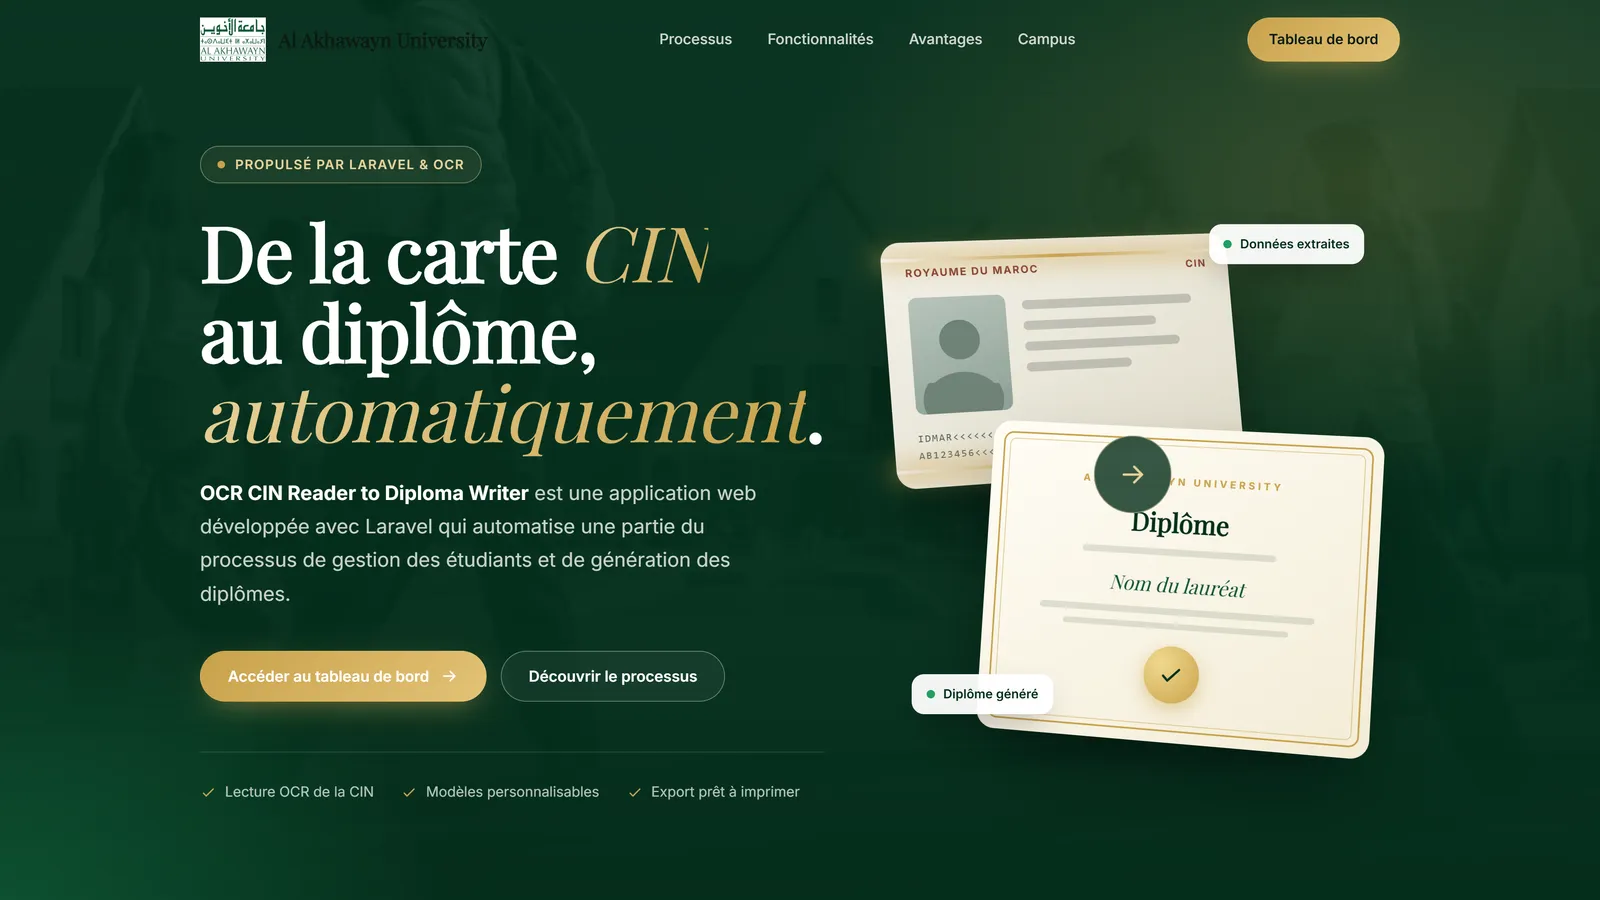 جامعة الأخوين
AL AKHAWAYN
UNIVERSITY
Al Akhawayn University
Processus
Fonctionnalités
Avantages
Campus
Tableau de bord
PROPULSÉ PAR LARAVEL & OCR
De la carte CIN
au diplôme,
automatiquement.
OCR CIN Reader to Diploma Writer est une application web
développée avec Laravel qui automatise une partie du
processus de gestion des étudiants et de génération des
diplômes.
Accéder au tableau de bord →
Découvrir le processus
Lecture OCR de la CIN
Modèles personnalisables
Export prêt à imprimer
Données extraites
ROYAUME DU MAROC
CIN
IDMAR<<<<<<
AB123456<<<
UNIVERSITY
Diplôme
Nom du lauréat
Diplôme généré